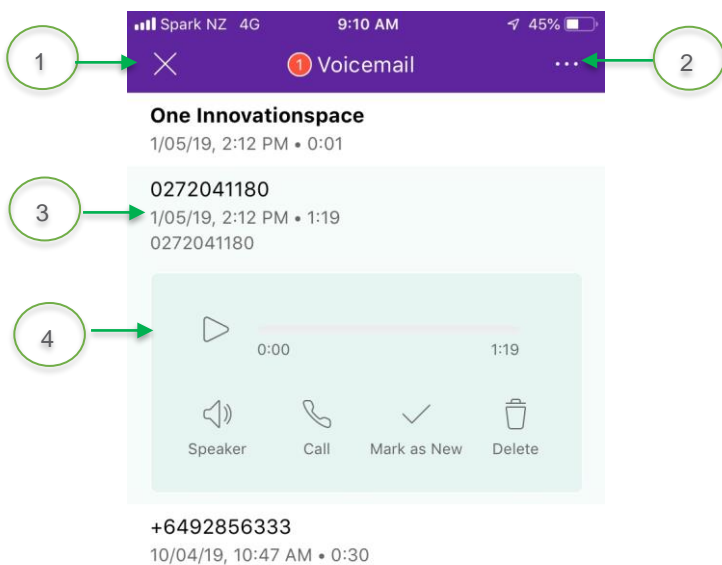 Spark NZ 4G 9:10 AM 45%
1 1 Voicemail ... 2
One Innovationspace
1/05/19, 2:12 PM • 0:01
0272041180
3 1/05/19, 2:12 PM • 1:19
0272041180
4
0:00 1:19
Speaker Call Mark as New Delete
+6492856333
10/04/19, 10:47 AM • 0:30